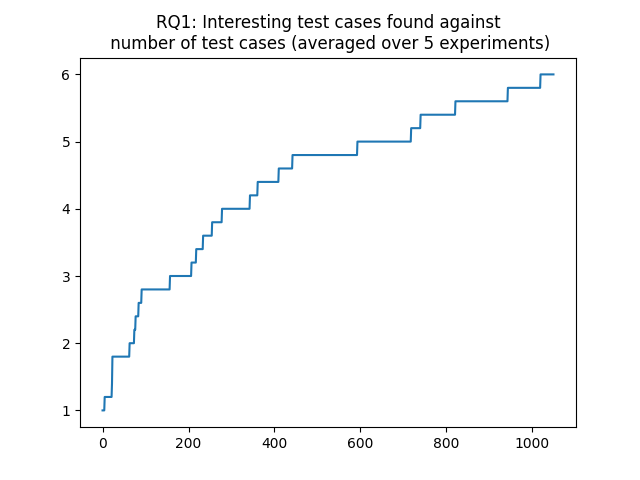 RQ1: Interesting test cases found against
number of test cases (averaged over 5 experiments)
6
5
4
3
2
1
0 200 400 600 800 1000